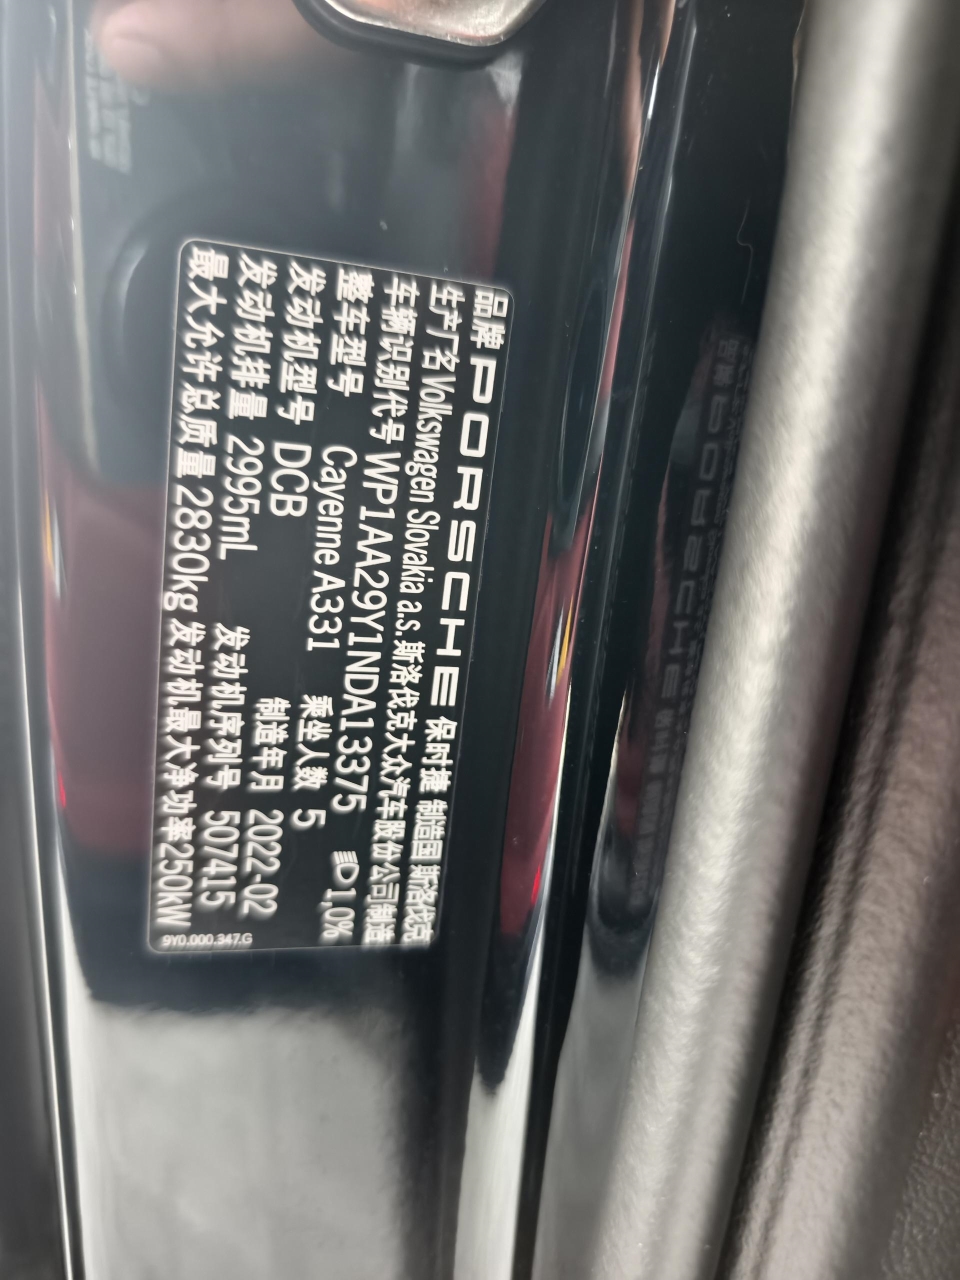 品牌 PORSCHE 保时捷 制造国 斯洛伐克
生产厂名 Volkswagen Slovakia a.s.斯洛伐克大众汽车股份公司制造
车辆识别代号 WP1AA29Y1NDA13375 1,0%
整车型号 Cayenne A331 乘坐人数 5
发动机型号 DCB 制造年月 2022-02
发动机排量 2995mL 发动机序列号 507415
最大允许总质量 2830kg 发动机最大净功率250kW
9Y0.000.347.G